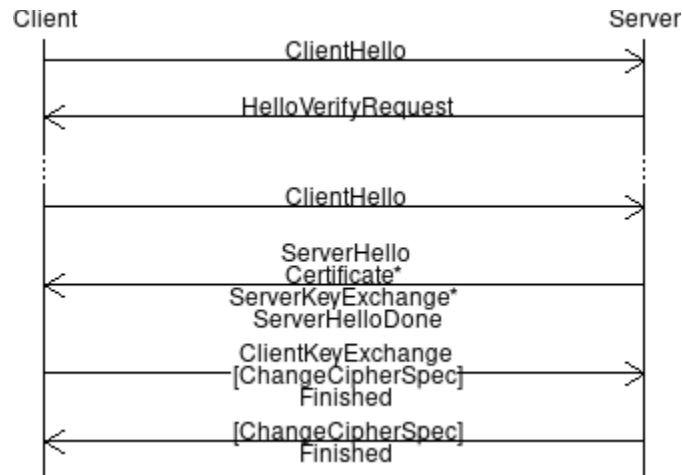 Client Server
ClientHello
HelloVerifyRequest
ClientHello
ServerHello
Certificate*
ServerKeyExchange*
ServerHelloDone
ClientKeyExchange
[ChangeCipherSpec]
Finished
[ChangeCipherSpec]
Finished